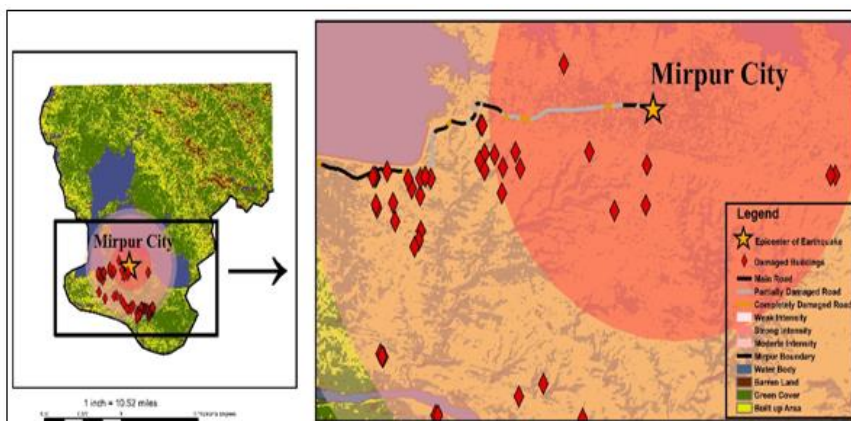 Mirpur City
1 inch = 10.52 miles
Mirpur City
Legend
Epicenter of Earthquake
Damaged Buildings
Main Road
Partially Damaged Road
Completely Damaged Road
Weak Intensity
Strong Intensity
Mirpur Boundary
Water Body
Barren Land
Green Cover
Built up Area